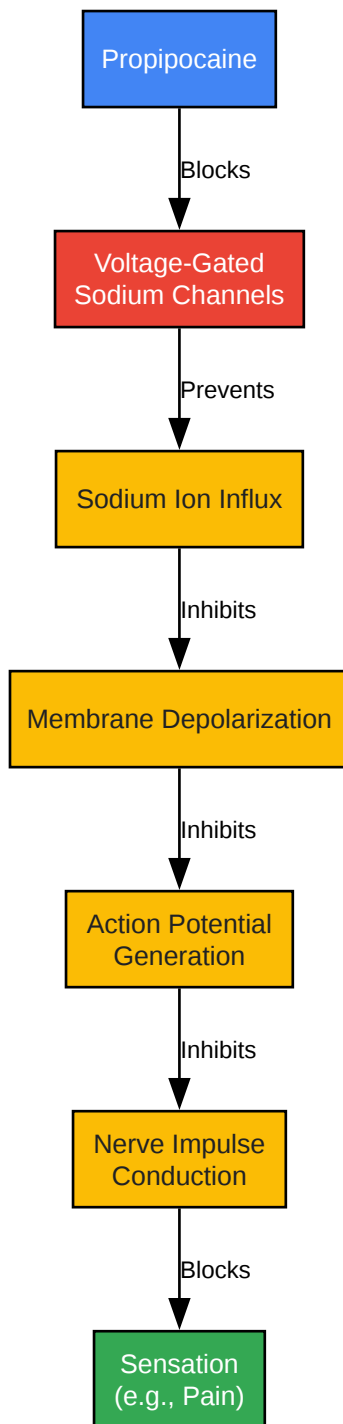 Propipocaine
Blocks
Voltage-Gated
Sodium Channels
Prevents
Sodium Ion Influx
Inhibits
Membrane Depolarization
Inhibits
Action Potential
Generation
Inhibits
Nerve Impulse
Conduction
Blocks
Sensation
(e.g., Pain)